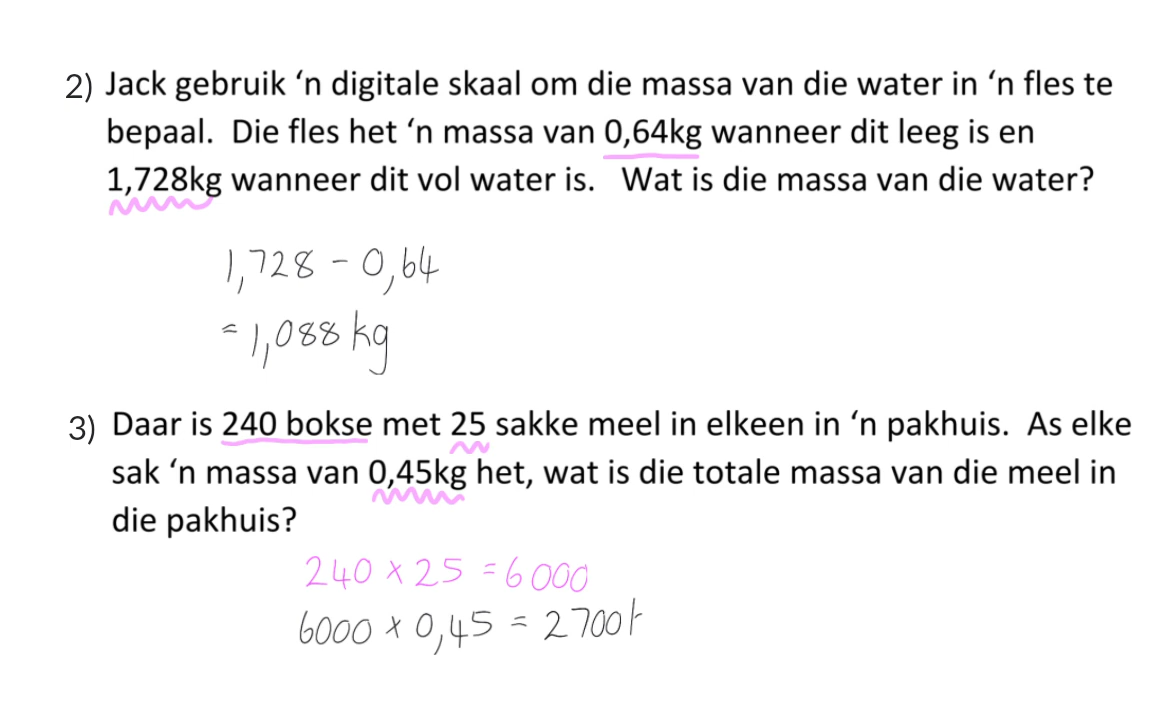 2) Jack gebruik ‘n digitale skaal om die massa van die water in ‘n fles te
bepaal. Die fles het ‘n massa van 0,64kg wanneer dit leeg is en
1,728kg wanneer dit vol water is. Wat is die massa van die water?
1,728 - 0,64
= 1,088 kg
3) Daar is 240 bokse met 25 sakke meel in elkeen in ‘n pakhuis. As elke
sak ‘n massa van 0,45kg het, wat is die totale massa van die meel in
die pakhuis?
240 × 25 = 6000
6000 × 0,45 = 2700